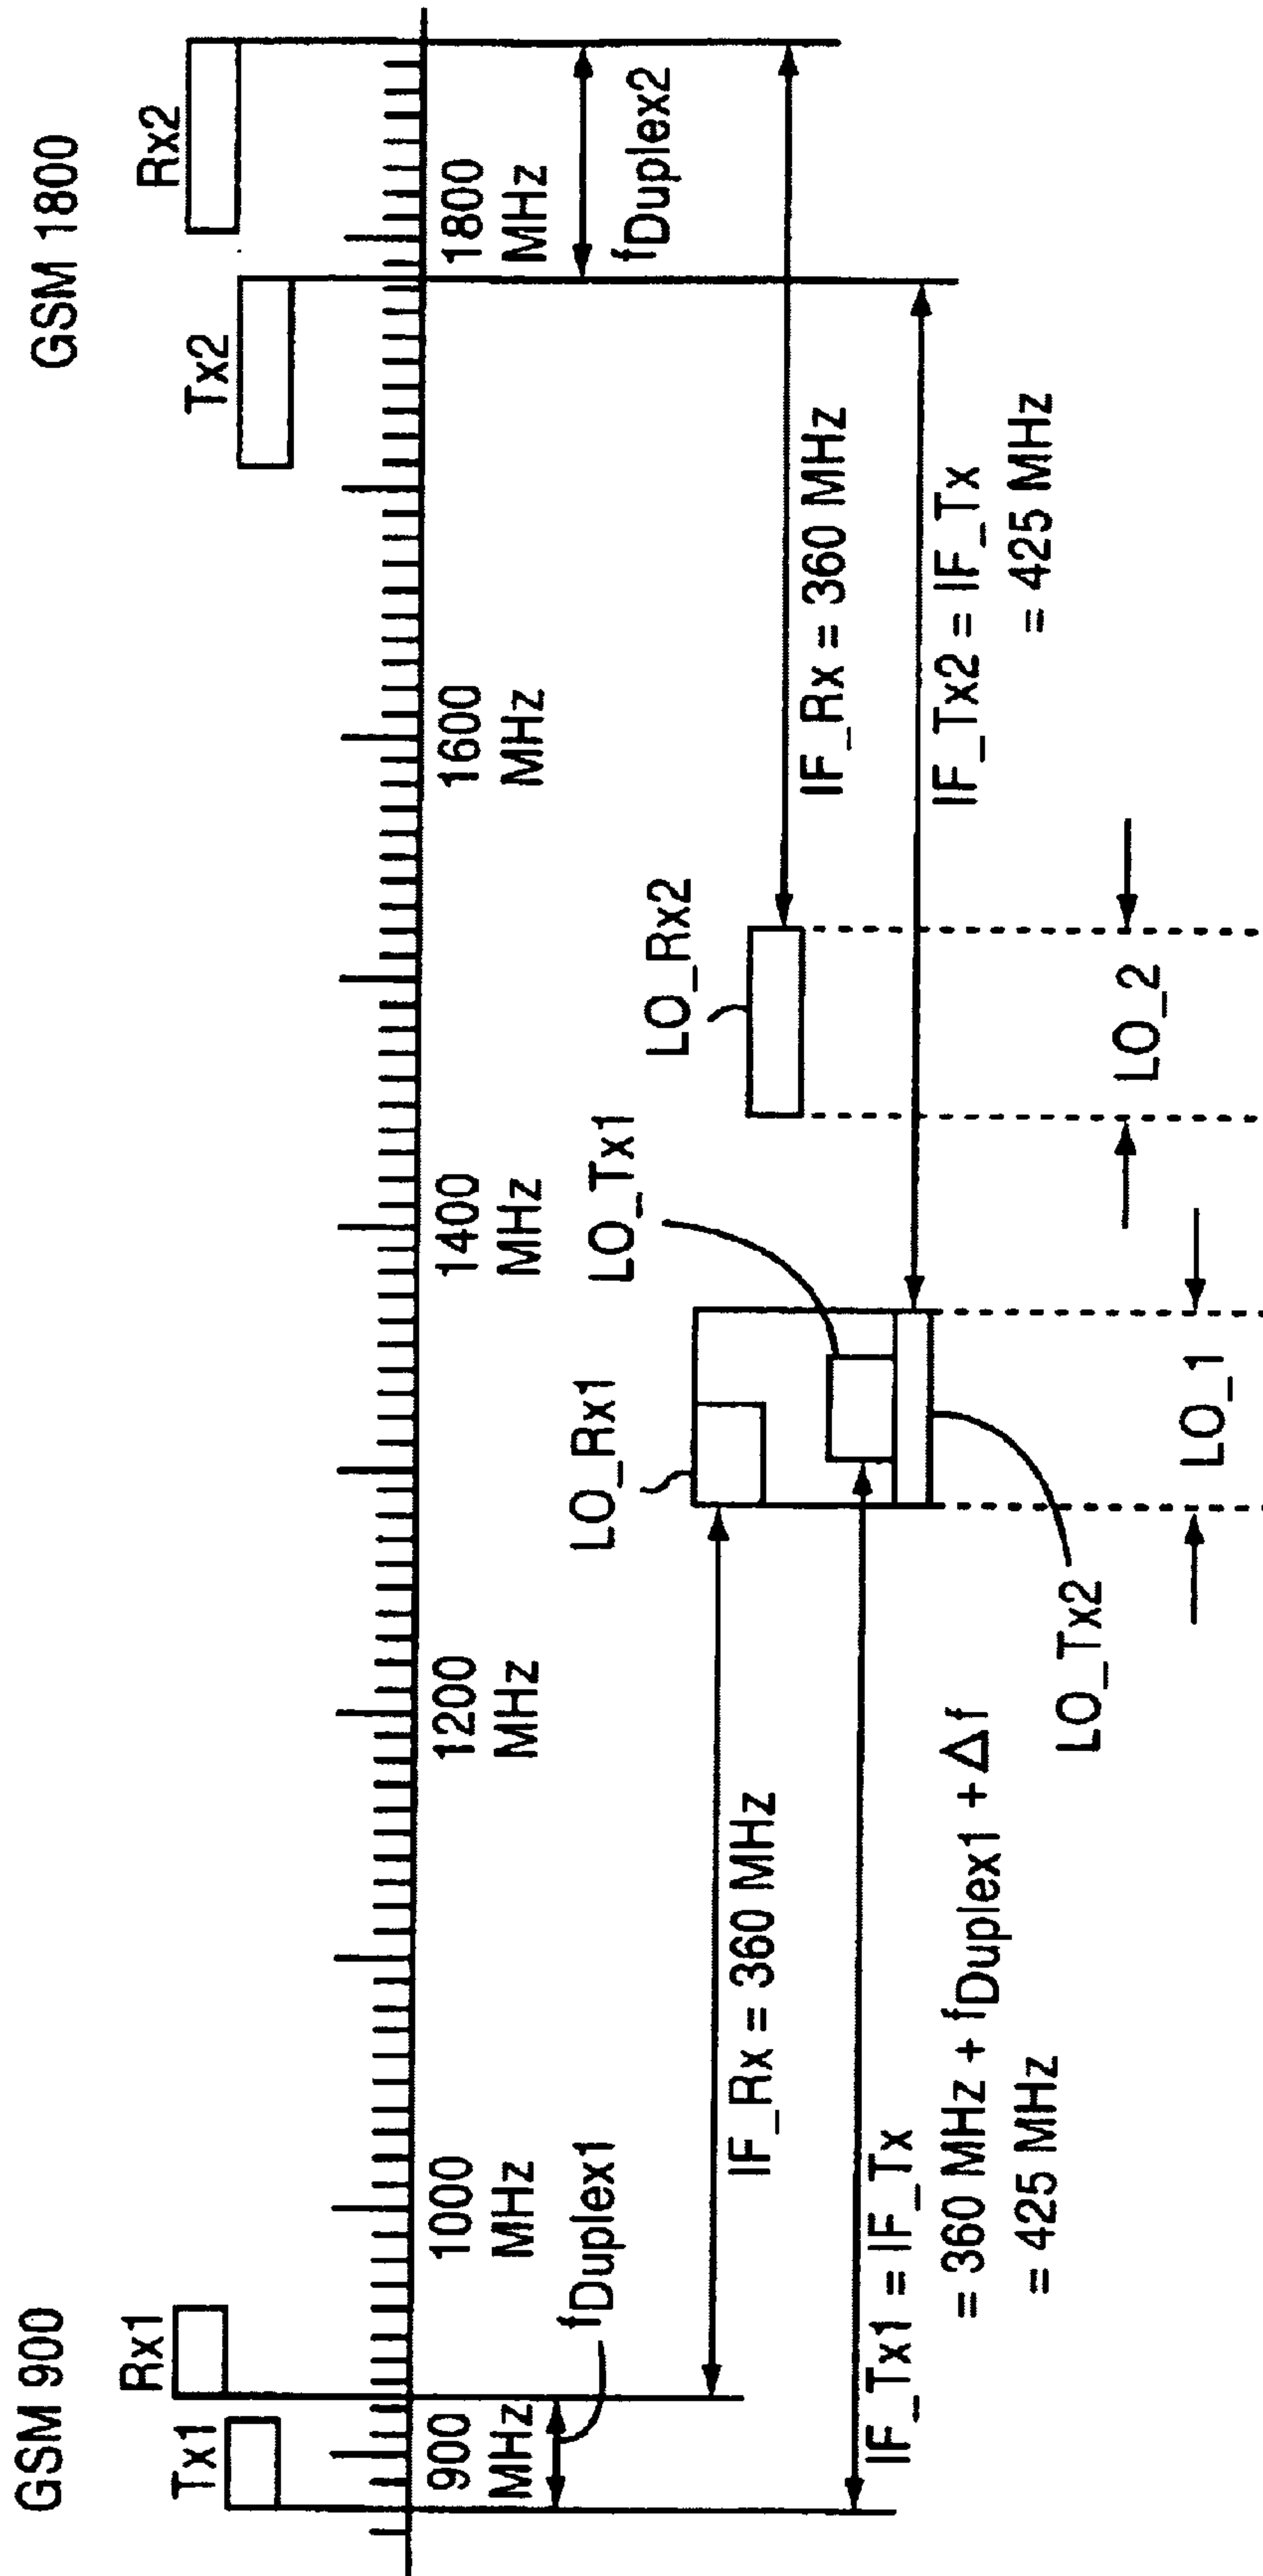 GSM 900
GSM 1800
Tx1
Rx1
Tx2
Rx2
900
MHz
1000
MHz
1200
MHz
1400
MHz
1600
MHz
1800
MHz
fDuplex1
fDuplex2
LO_Rx1
LO_Tx1
LO_Rx2
IF_Rx = 360 MHz
IF_Rx = 360 MHz
IF_Tx1 = IF_Tx
= 360 MHz + fDuplex1 + Δf
= 425 MHz
IF_Tx2 = IF_Tx
= 425 MHz
LO_Tx2
LO_1
LO_2